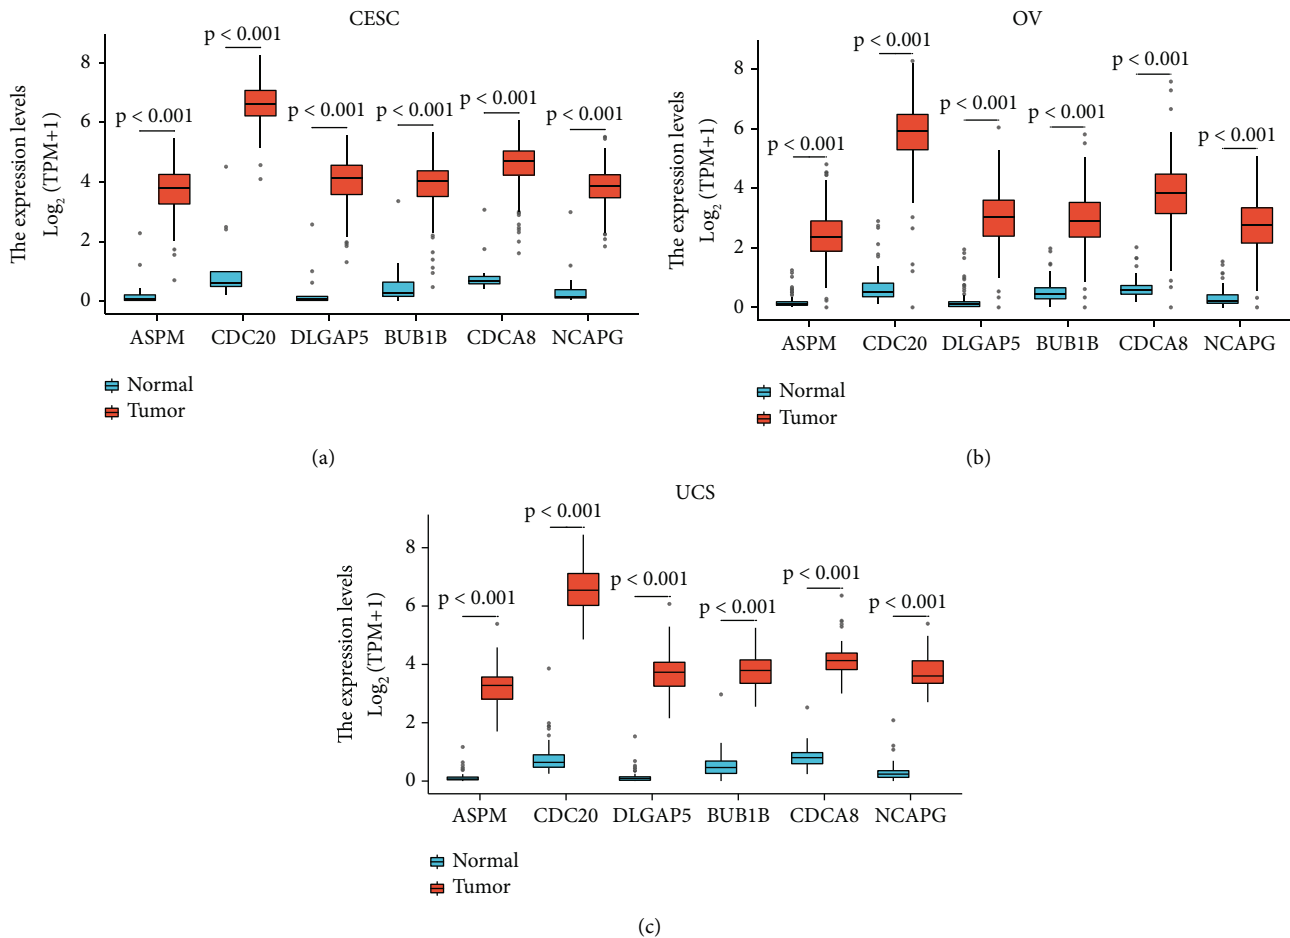 CESC
The expression levels
Log₂ (TPM+1)
8
6
4
2
0
p < 0.001
p < 0.001
p < 0.001
p < 0.001
p < 0.001
p < 0.001
ASPM CDC20 DLGAP5 BUB1B CDCA8 NCAPG
Normal
Tumor
(a)
OV
The expression levels
Log₂ (TPM+1)
8
6
4
2
0
p < 0.001
p < 0.001
p < 0.001
p < 0.001
p < 0.001
p < 0.001
ASPM CDC20 DLGAP5 BUB1B CDCA8 NCAPG
Normal
Tumor
(b)
UCS
The expression levels
Log₂ (TPM+1)
8
6
4
2
0
p < 0.001
p < 0.001
p < 0.001
p < 0.001
p < 0.001
p < 0.001
ASPM CDC20 DLGAP5 BUB1B CDCA8 NCAPG
Normal
Tumor
(c)